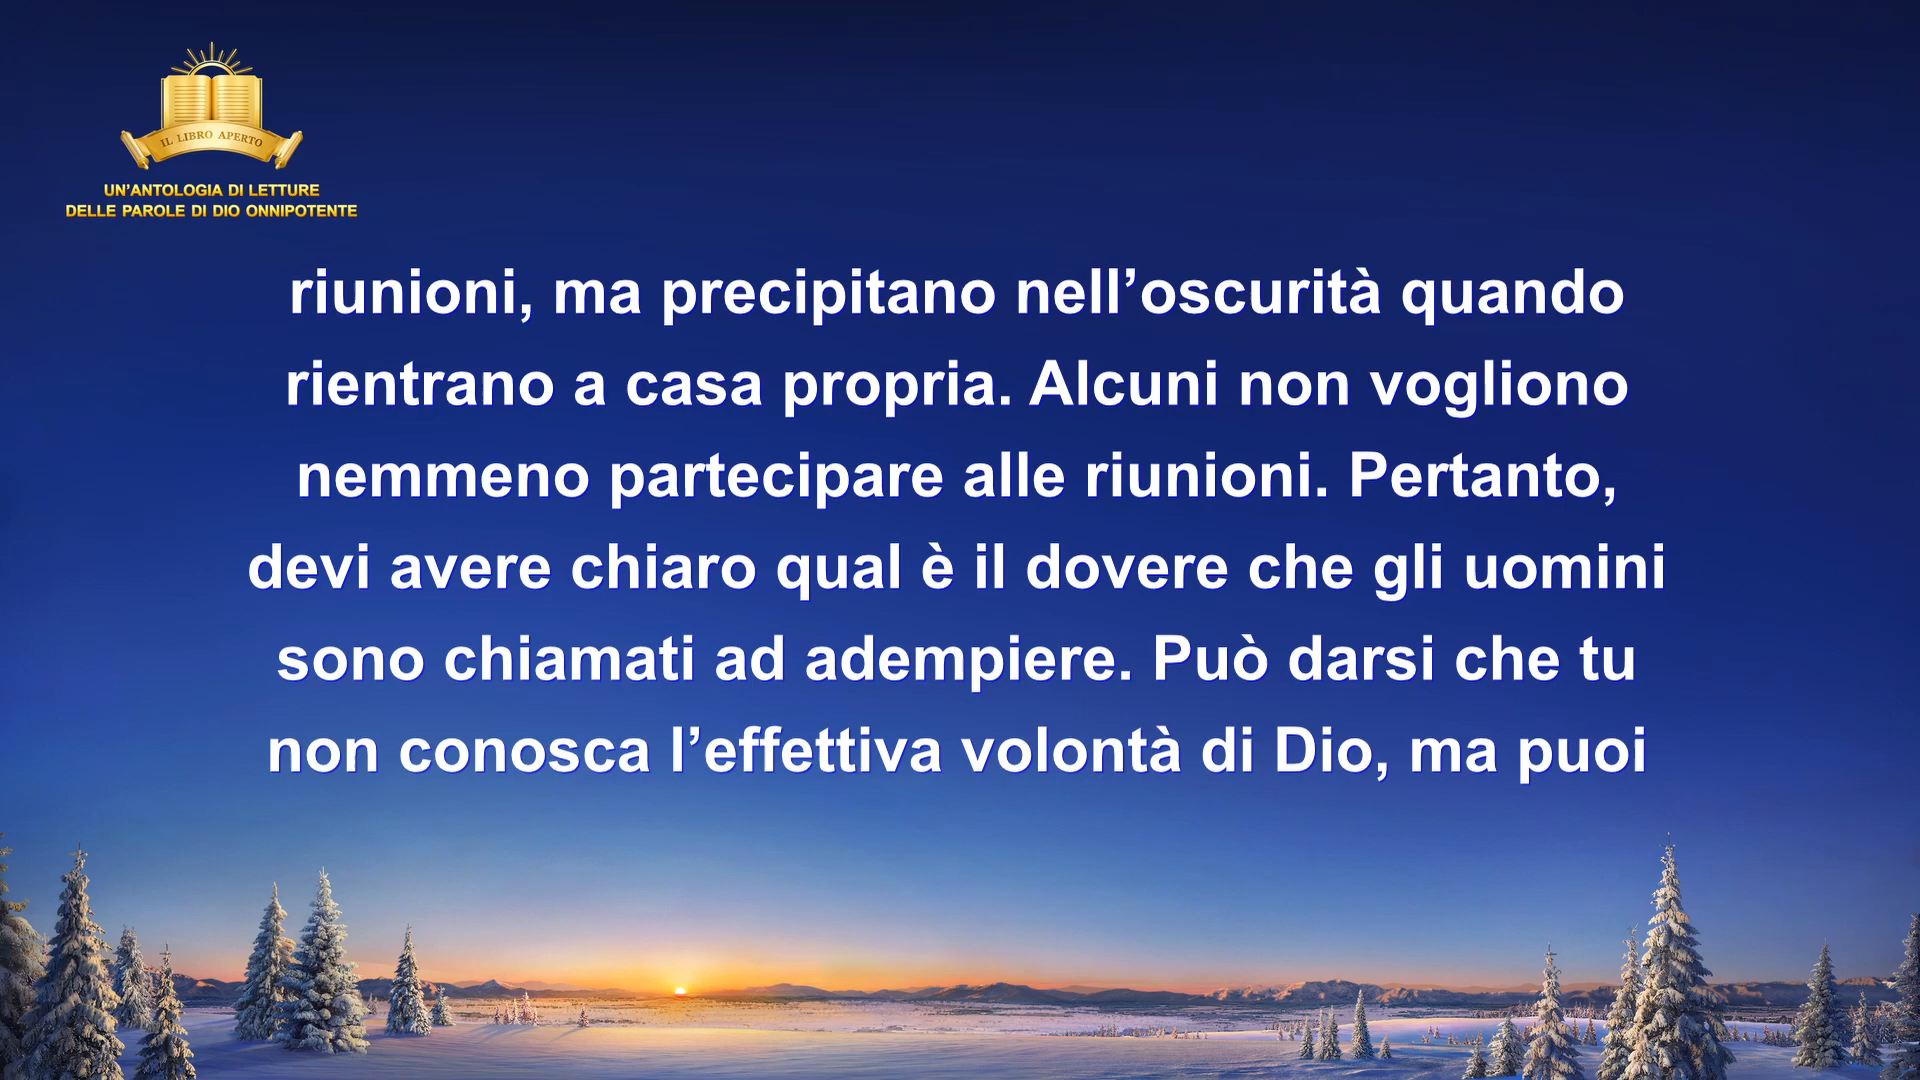 IL LIBRO APERTO
UN’ANTOLOGIA DI LETTURE
DELLE PAROLE DI DIO ONNIPOTENTE
riunioni, ma precipitano nell’oscurità quando
rientrano a casa propria. Alcuni non vogliono
nemmeno partecipare alle riunioni. Pertanto,
devi avere chiaro qual è il dovere che gli uomini
sono chiamati ad adempiere. Può darsi che tu
non conosca l’effettiva volontà di Dio, ma puoi